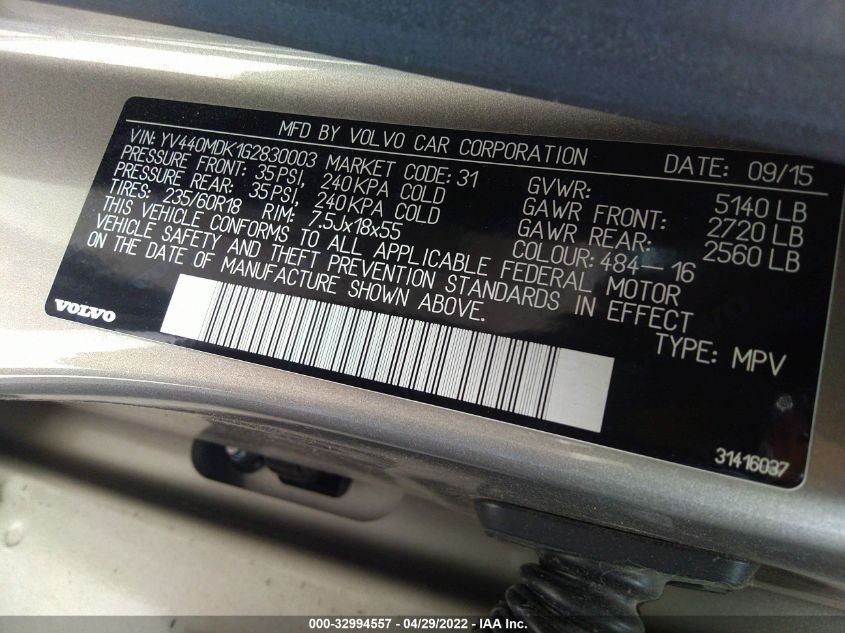 MFD BY VOLVO CAR CORPORATION DATE: 09/15
VIN: YV440MDK1G2830003 MARKET CODE: 31 GVWR: 5140 LB
PRESSURE FRONT: 35PSI, 240KPA COLD GAWR FRONT: 2720 LB
PRESSURE REAR: 35PSI, 240KPA COLD GAWR REAR: 2560 LB
TIRES: 235/60R18 RIM: 7.5Jx18x55 COLOUR: 484-16
THIS VEHICLE CONFORMS TO ALL APPLICABLE FEDERAL MOTOR
VEHICLE SAFETY AND THEFT PREVENTION STANDARDS IN EFFECT
ON THE DATE OF MANUFACTURE SHOWN ABOVE.
TYPE: MPV
VOLVO
31416037
000-32994557 - 04/29/2022 - IAA Inc.